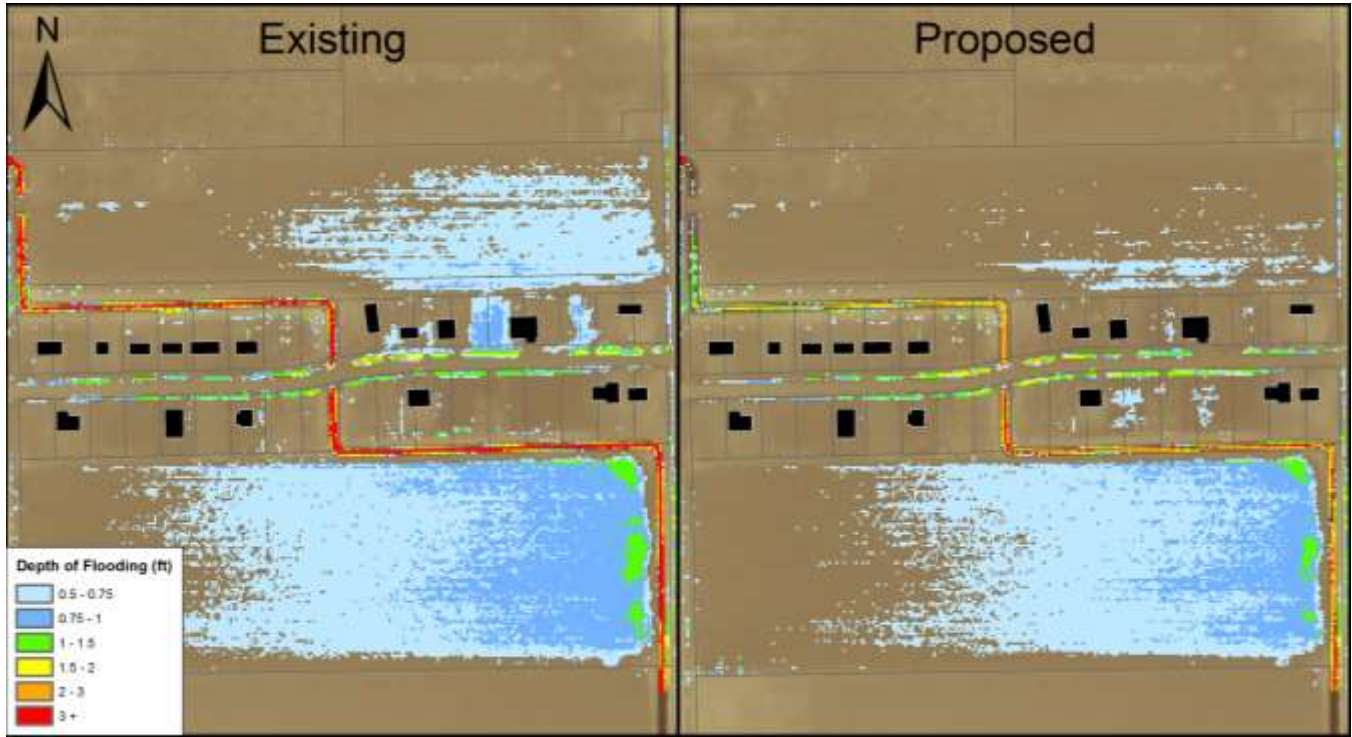 N
Existing
Proposed
Depth of Flooding (ft)
0.5 - 0.75
0.75 - 1
1 - 1.5
1.5 - 2
2 - 3
3 +